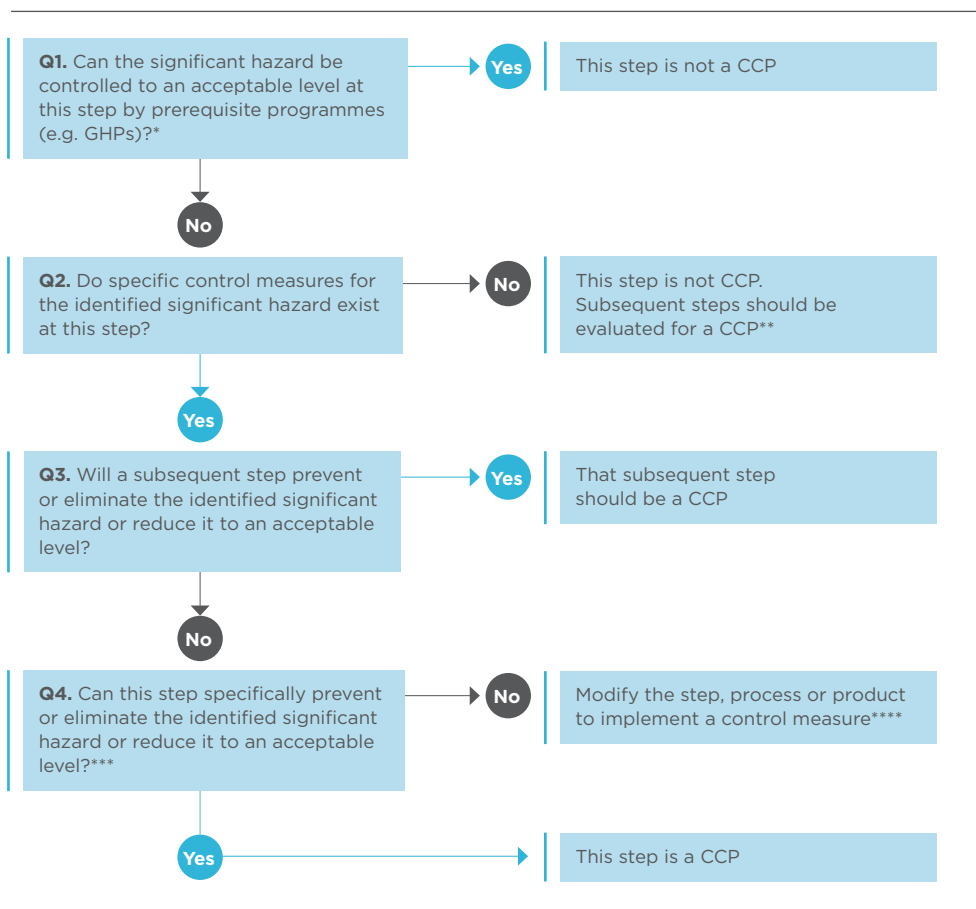 Q1. Can the significant hazard be
controlled to an acceptable level at
this step by prerequisite programmes
(e.g. GHPs)?*
Yes
This step is not a CCP
No
Q2. Do specific control measures for
the identified significant hazard exist
at this step?
No
This step is not CCP.
Subsequent steps should be
evaluated for a CCP**
Yes
Q3. Will a subsequent step prevent
or eliminate the identified significant
hazard or reduce it to an acceptable
level?
Yes
That subsequent step
should be a CCP
No
Q4. Can this step specifically prevent
or eliminate the identified significant
hazard or reduce it to an acceptable
level?***
No
Modify the step, process or product
to implement a control measure****
Yes
This step is a CCP